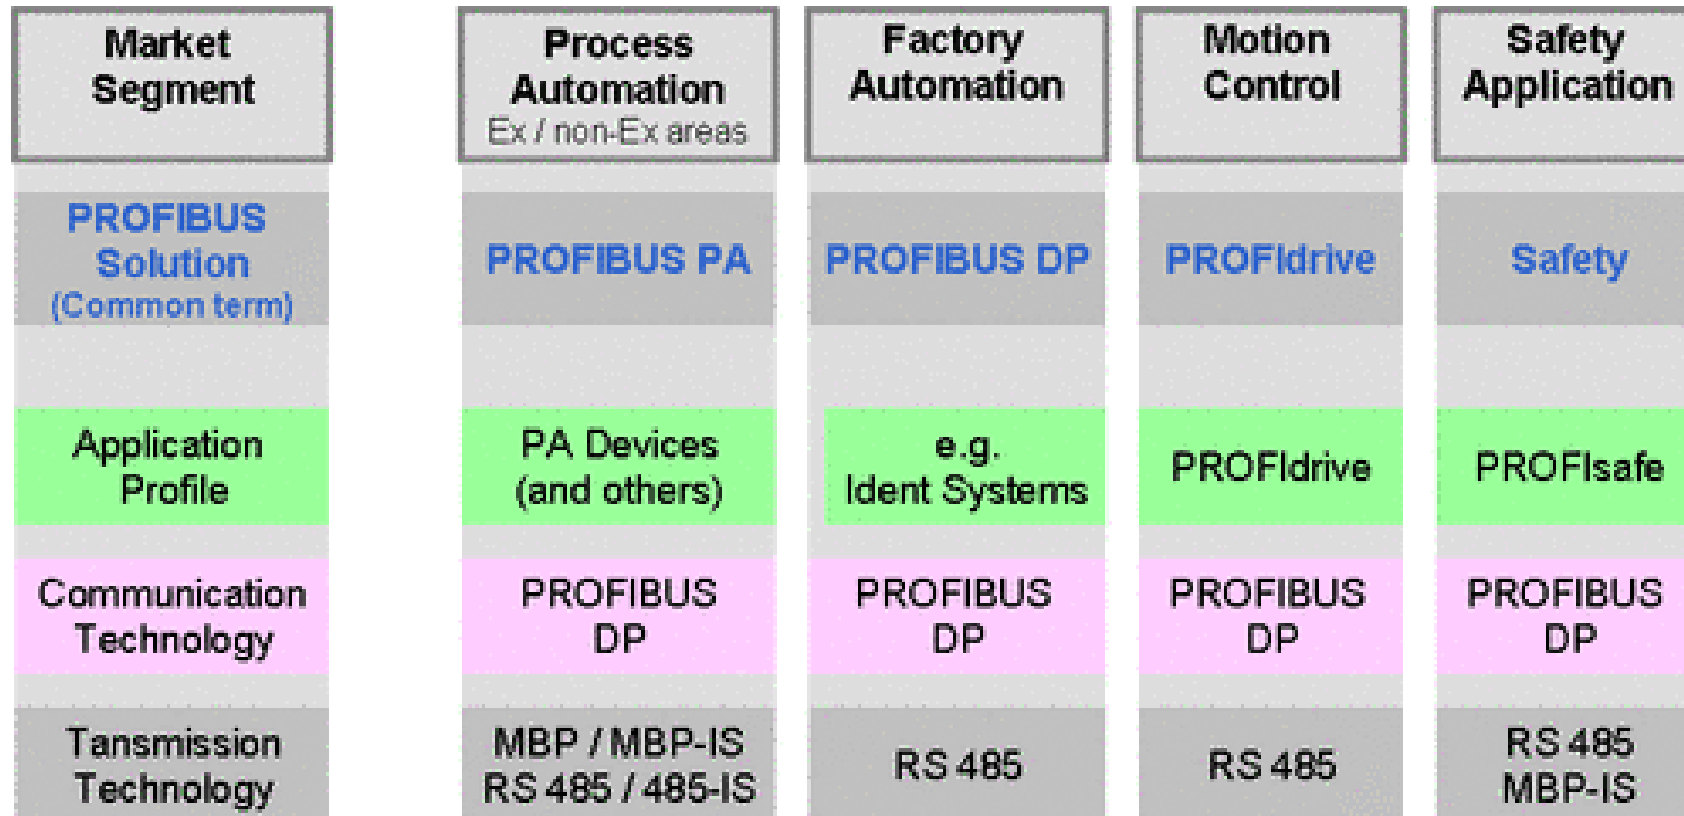 Market
Segment
Process
Automation
Ex / non-Ex areas
Factory
Automation
Motion
Control
Safety
Application
PROFIBUS
Solution
(Common term)
PROFIBUS PA
PROFIBUS DP
PROFIdrive
Safety
Application
Profile
PA Devices
(and others)
e.g.
Ident Systems
PROFIdrive
PROFIsafe
Communication
Technology
PROFIBUS
DP
PROFIBUS
DP
PROFIBUS
DP
PROFIBUS
DP
Tansmission
Technology
MBP / MBP-IS
RS 485 / 485-IS
RS 485
RS 485
RS 485
MBP-IS